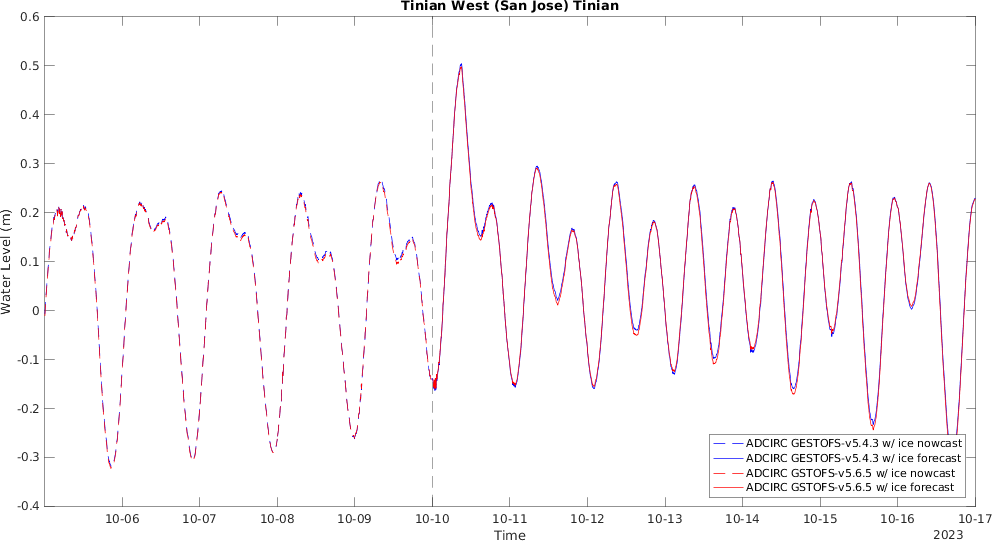 Tinian West (San Jose) Tinian
0.6
0.5
0.4
0.3
0.2
0.1
0
-0.1
-0.2
-0.3
-0.4
Water Level (m)
10-06 10-07 10-08 10-09 10-10 10-11 10-12 10-13 10-14 10-15 10-16 10-17
Time
2023
ADCIRC GESTOFS-v5.4.3 w/ ice nowcast
ADCIRC GESTOFS-v5.4.3 w/ ice forecast
ADCIRC GSTOFS-v5.6.5 w/ ice nowcast
ADCIRC GSTOFS-v5.6.5 w/ ice forecast